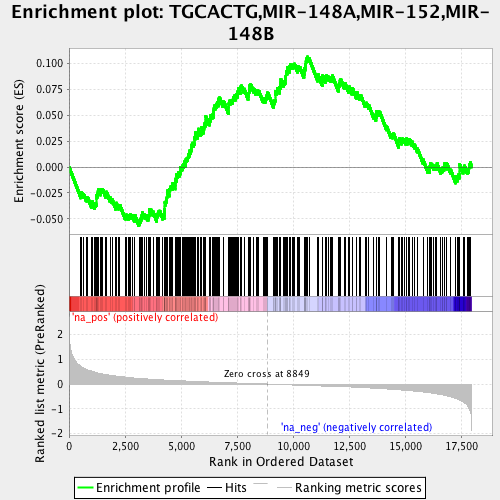 Enrichment plot: TGCACTG,MIR-148A,MIR-152,MIR-
148B
Enrichment score (ES)
0.100
0.075
0.050
0.025
0.000
-0.025
-0.050
'na_pos' (positively correlated)
Ranked list metric (PreRanked)
2
1
0
-1
-2
Zero cross at 8849
'na_neg' (negatively correlated)
0
2,500
5,000
7,500
10,000
12,500
15,000
17,500
Rank in Ordered Dataset
Enrichment profile
Hits
Ranking metric scores